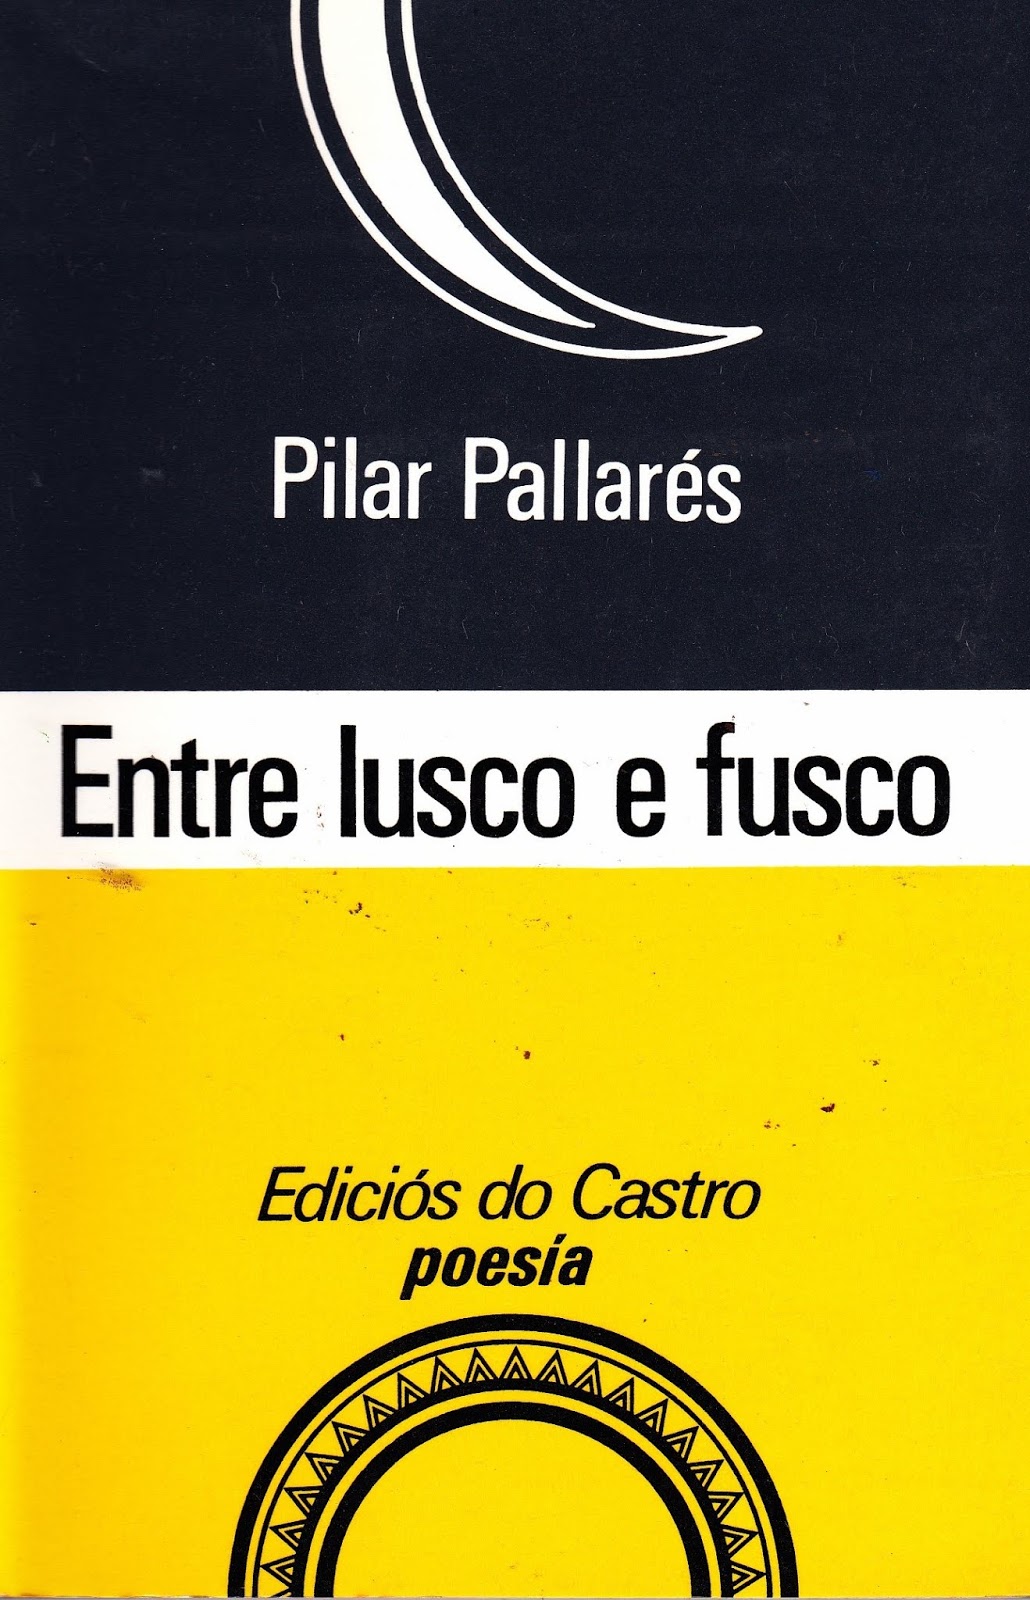 Pilar Pallarés
Entre lusco e fusco
Ediciós do Castro
poesía